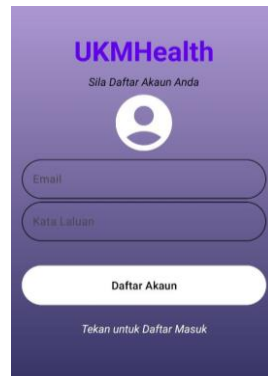 UKMHealth
Sila Daftar Akaun Anda
Email
Kata Laluan
Daftar Akaun
Tekan untuk Daftar Masuk